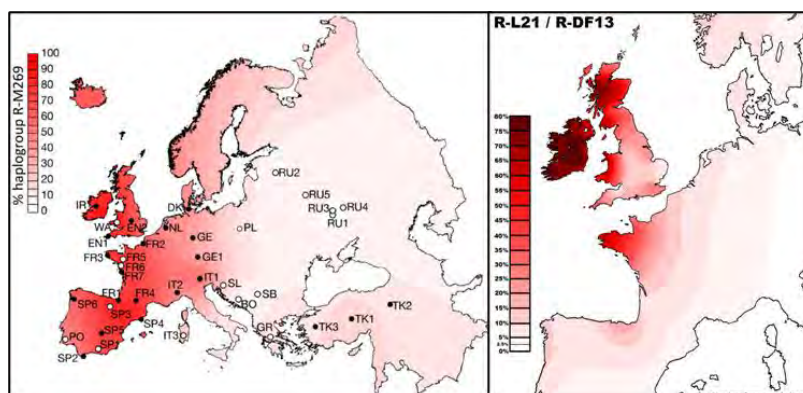 R-L21 / R-DF13
% haplogroup R-M269
100
90
80
70
60
50
40
30
20
10
0
RU2
RU5
RU3
RU4
RU1
IR
WA
EN2
EN1
DK
NL
PL
GE
GE1
FR2
FR3
FR5
FR6
FR7
FR1
FR4
IT2
IT1
SL
BO
SB
SP6
SP3
SP4
SP5
PO
SP1
SP2
IT3
GR
TK3
TK1
TK2
80%
75%
70%
65%
60%
55%
50%
45%
40%
35%
30%
25%
20%
15%
10%
5%
0%